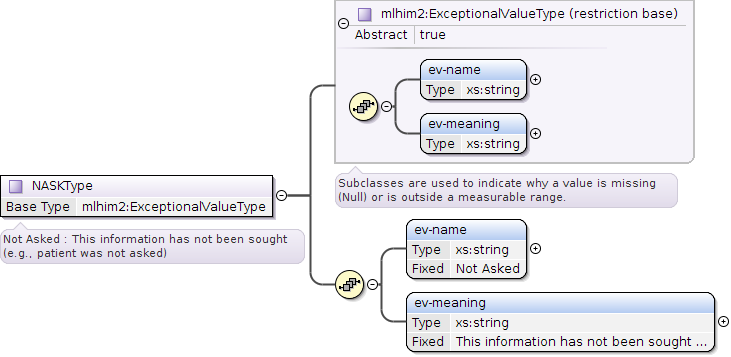 mlhim2:ExceptionalValueType (restriction base)
Abstract true
ev-name
Type xs:string
ev-meaning
Type xs:string
NASKType
Base Type mlhim2:ExceptionalValueType
Subclasses are used to indicate why a value is missing
(Null) or is outside a measurable range.
Not Asked : This information has not been sought
(e.g., patient was not asked)
ev-name
Type xs:string
Fixed Not Asked
ev-meaning
Type xs:string
Fixed This information has not been sought ...